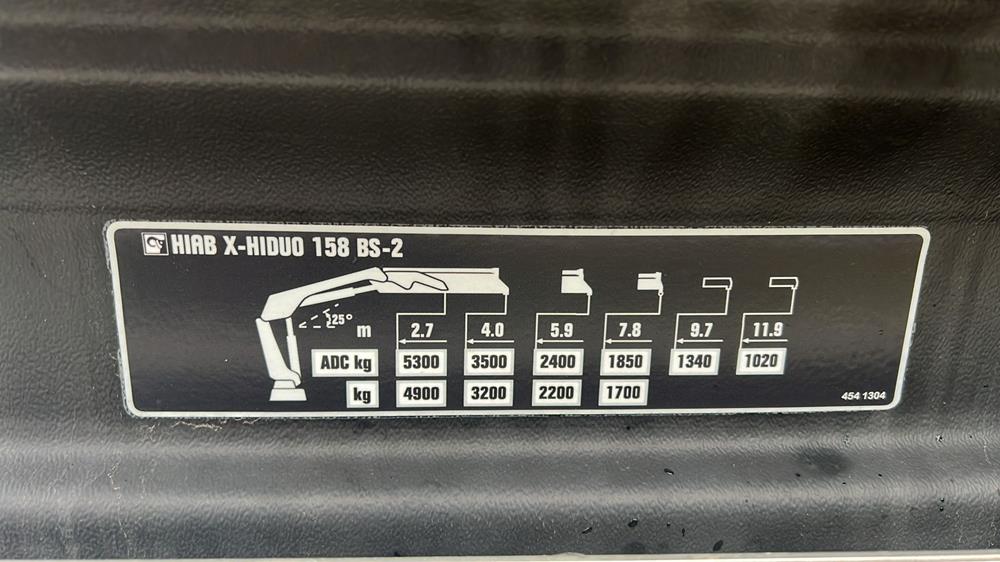 HIAB X-HIDUO 158 BS-2
25°
m 2.7 4.0 5.9 7.8 9.7 11.9
ADC kg 5300 3500 2400 1850 1340 1020
kg 4900 3200 2200 1700
454 1304